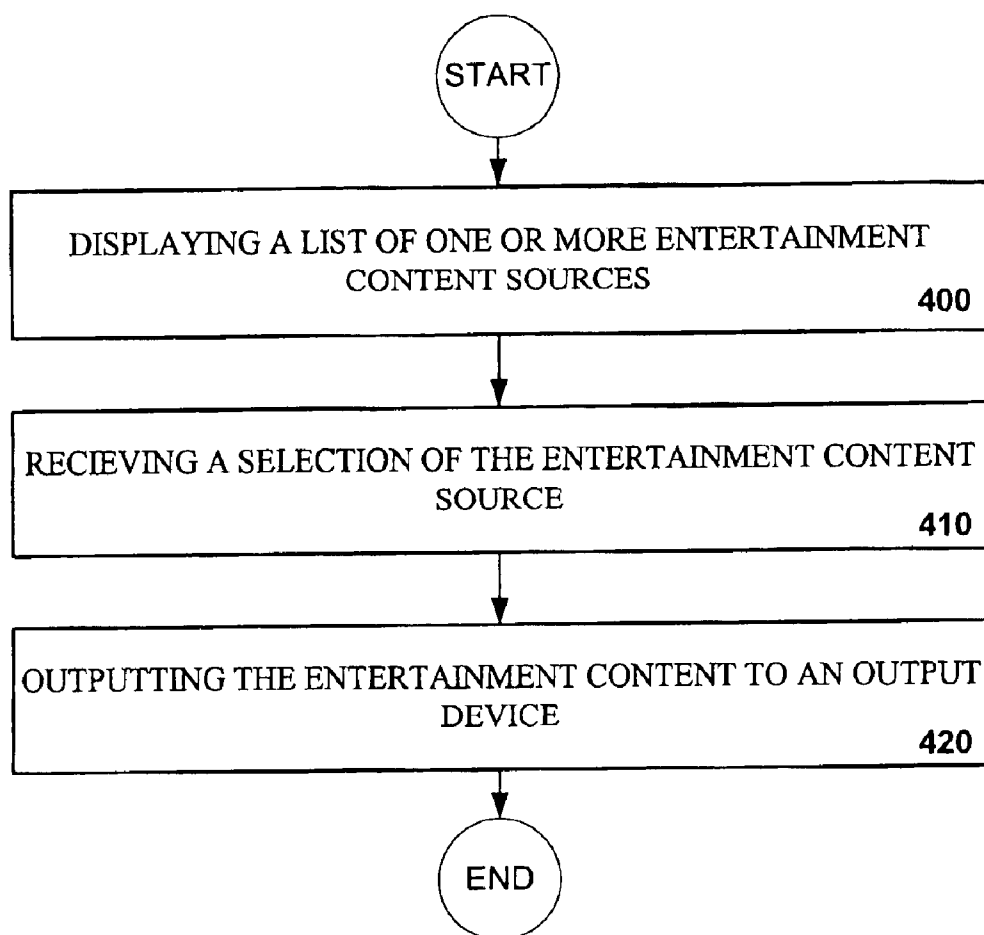 START
DISPLAYING A LIST OF ONE OR MORE ENTERTAINMENT
CONTENT SOURCES
400
RECIEVING A SELECTION OF THE ENTERTAINMENT CONTENT
SOURCE
410
OUTPUTTING THE ENTERTAINMENT CONTENT TO AN OUTPUT
DEVICE
420
END